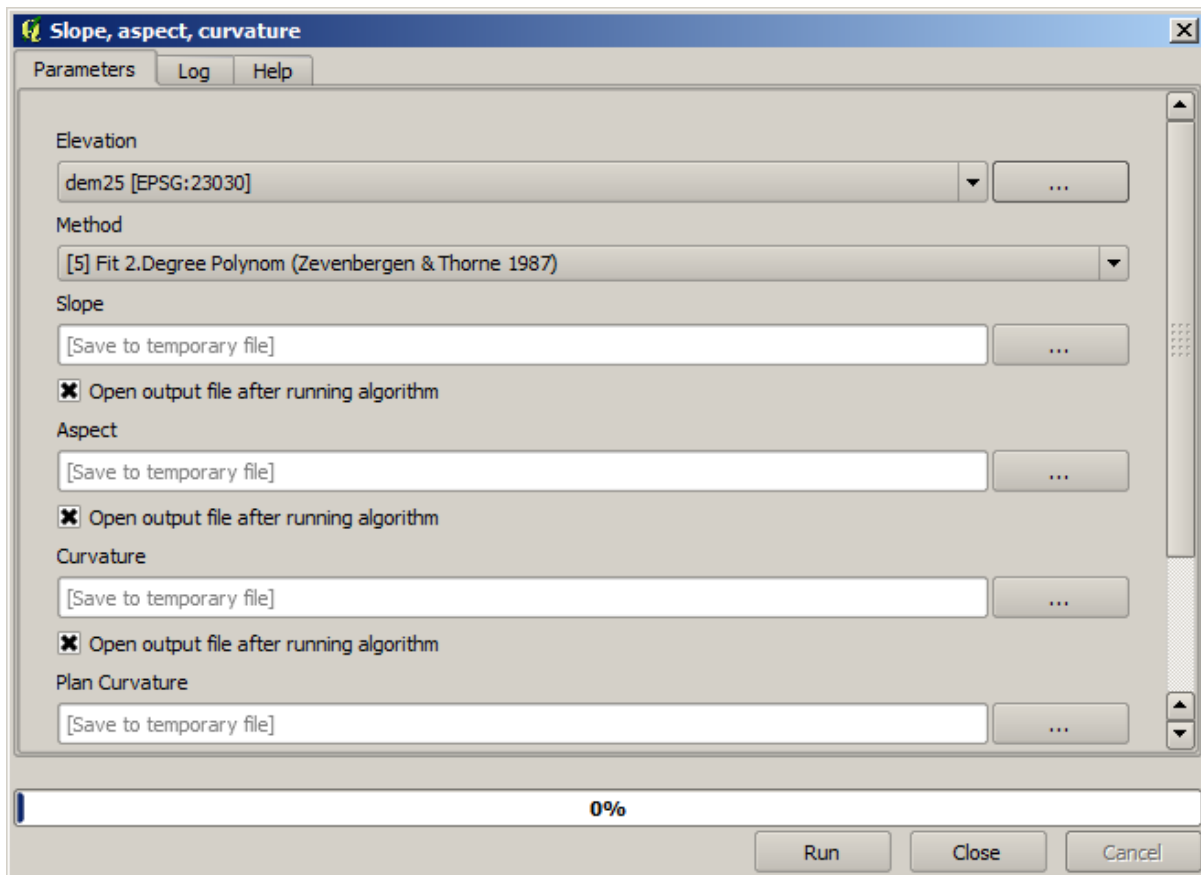 Slope, aspect, curvature
Parameters Log Help
Elevation
dem25 [EPSG:23030] ...
Method
[5] Fit 2.Degree Polynom (Zevenbergen & Thorne 1987)
Slope
[Save to temporary file] ...
Open output file after running algorithm
Aspect
[Save to temporary file] ...
Open output file after running algorithm
Curvature
[Save to temporary file] ...
Open output file after running algorithm
Plan Curvature
[Save to temporary file] ...
0%
Run Close Cancel